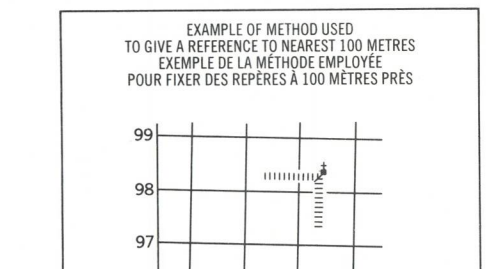 EXAMPLE OF METHOD USED
TO GIVE A REFERENCE TO NEAREST 100 METRES
EXEMPLE DE LA MÉTHODE EMPLOYÉE
POUR FIXER DES REPÈRES À 100 MÈTRES PRÈS
99
98
97